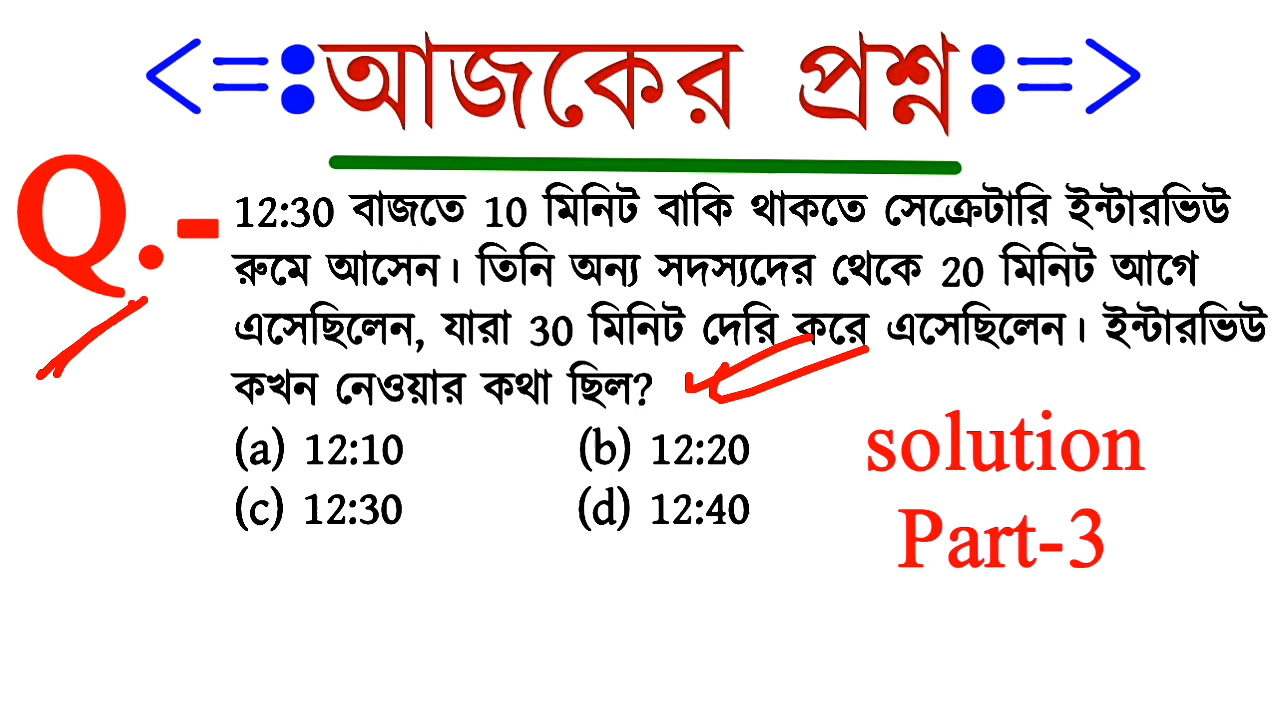 <=:আজকের প্রশ্ন:=>
Q.- 12:30 বাজতে 10 মিনিট বাকি থাকতে সেক্রেটারি ইন্টারভিউ
রুমে আসেন। তিনি অন্য সদস্যদের থেকে 20 মিনিট আগে
এসেছিলেন, যারা 30 মিনিট দেরি করে এসেছিলেন। ইন্টারভিউ
কখন নেওয়ার কথা ছিল?
(a) 12:10 (b) 12:20
(c) 12:30 (d) 12:40
solution
Part-3